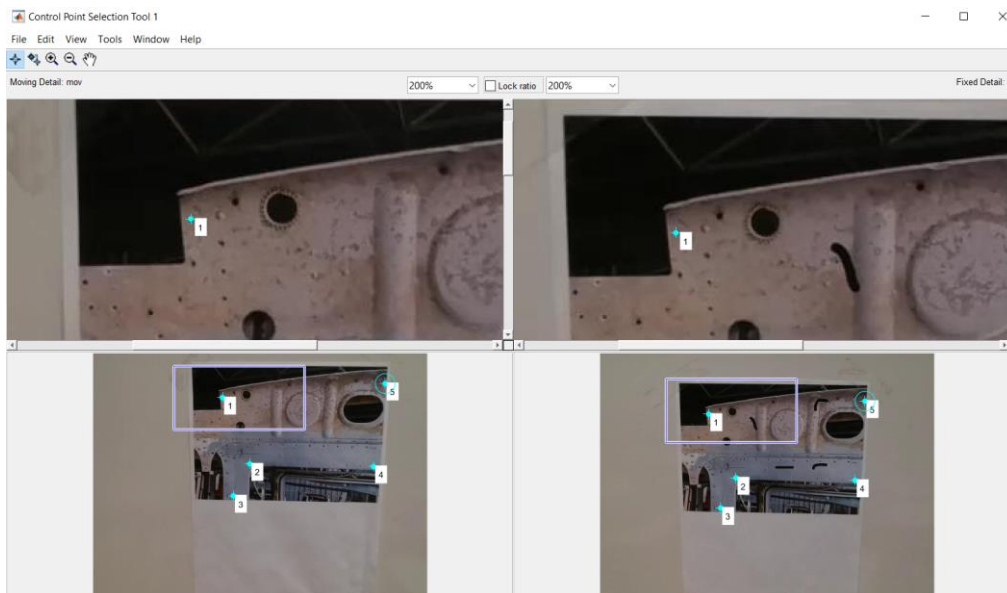 Control Point Selection Tool 1
File Edit View Tools Window Help
Moving Detail: mov 200% Lock ratio 200% Fixed Detail:
1 1
1 5 1 5
2 4 2 4
3 3